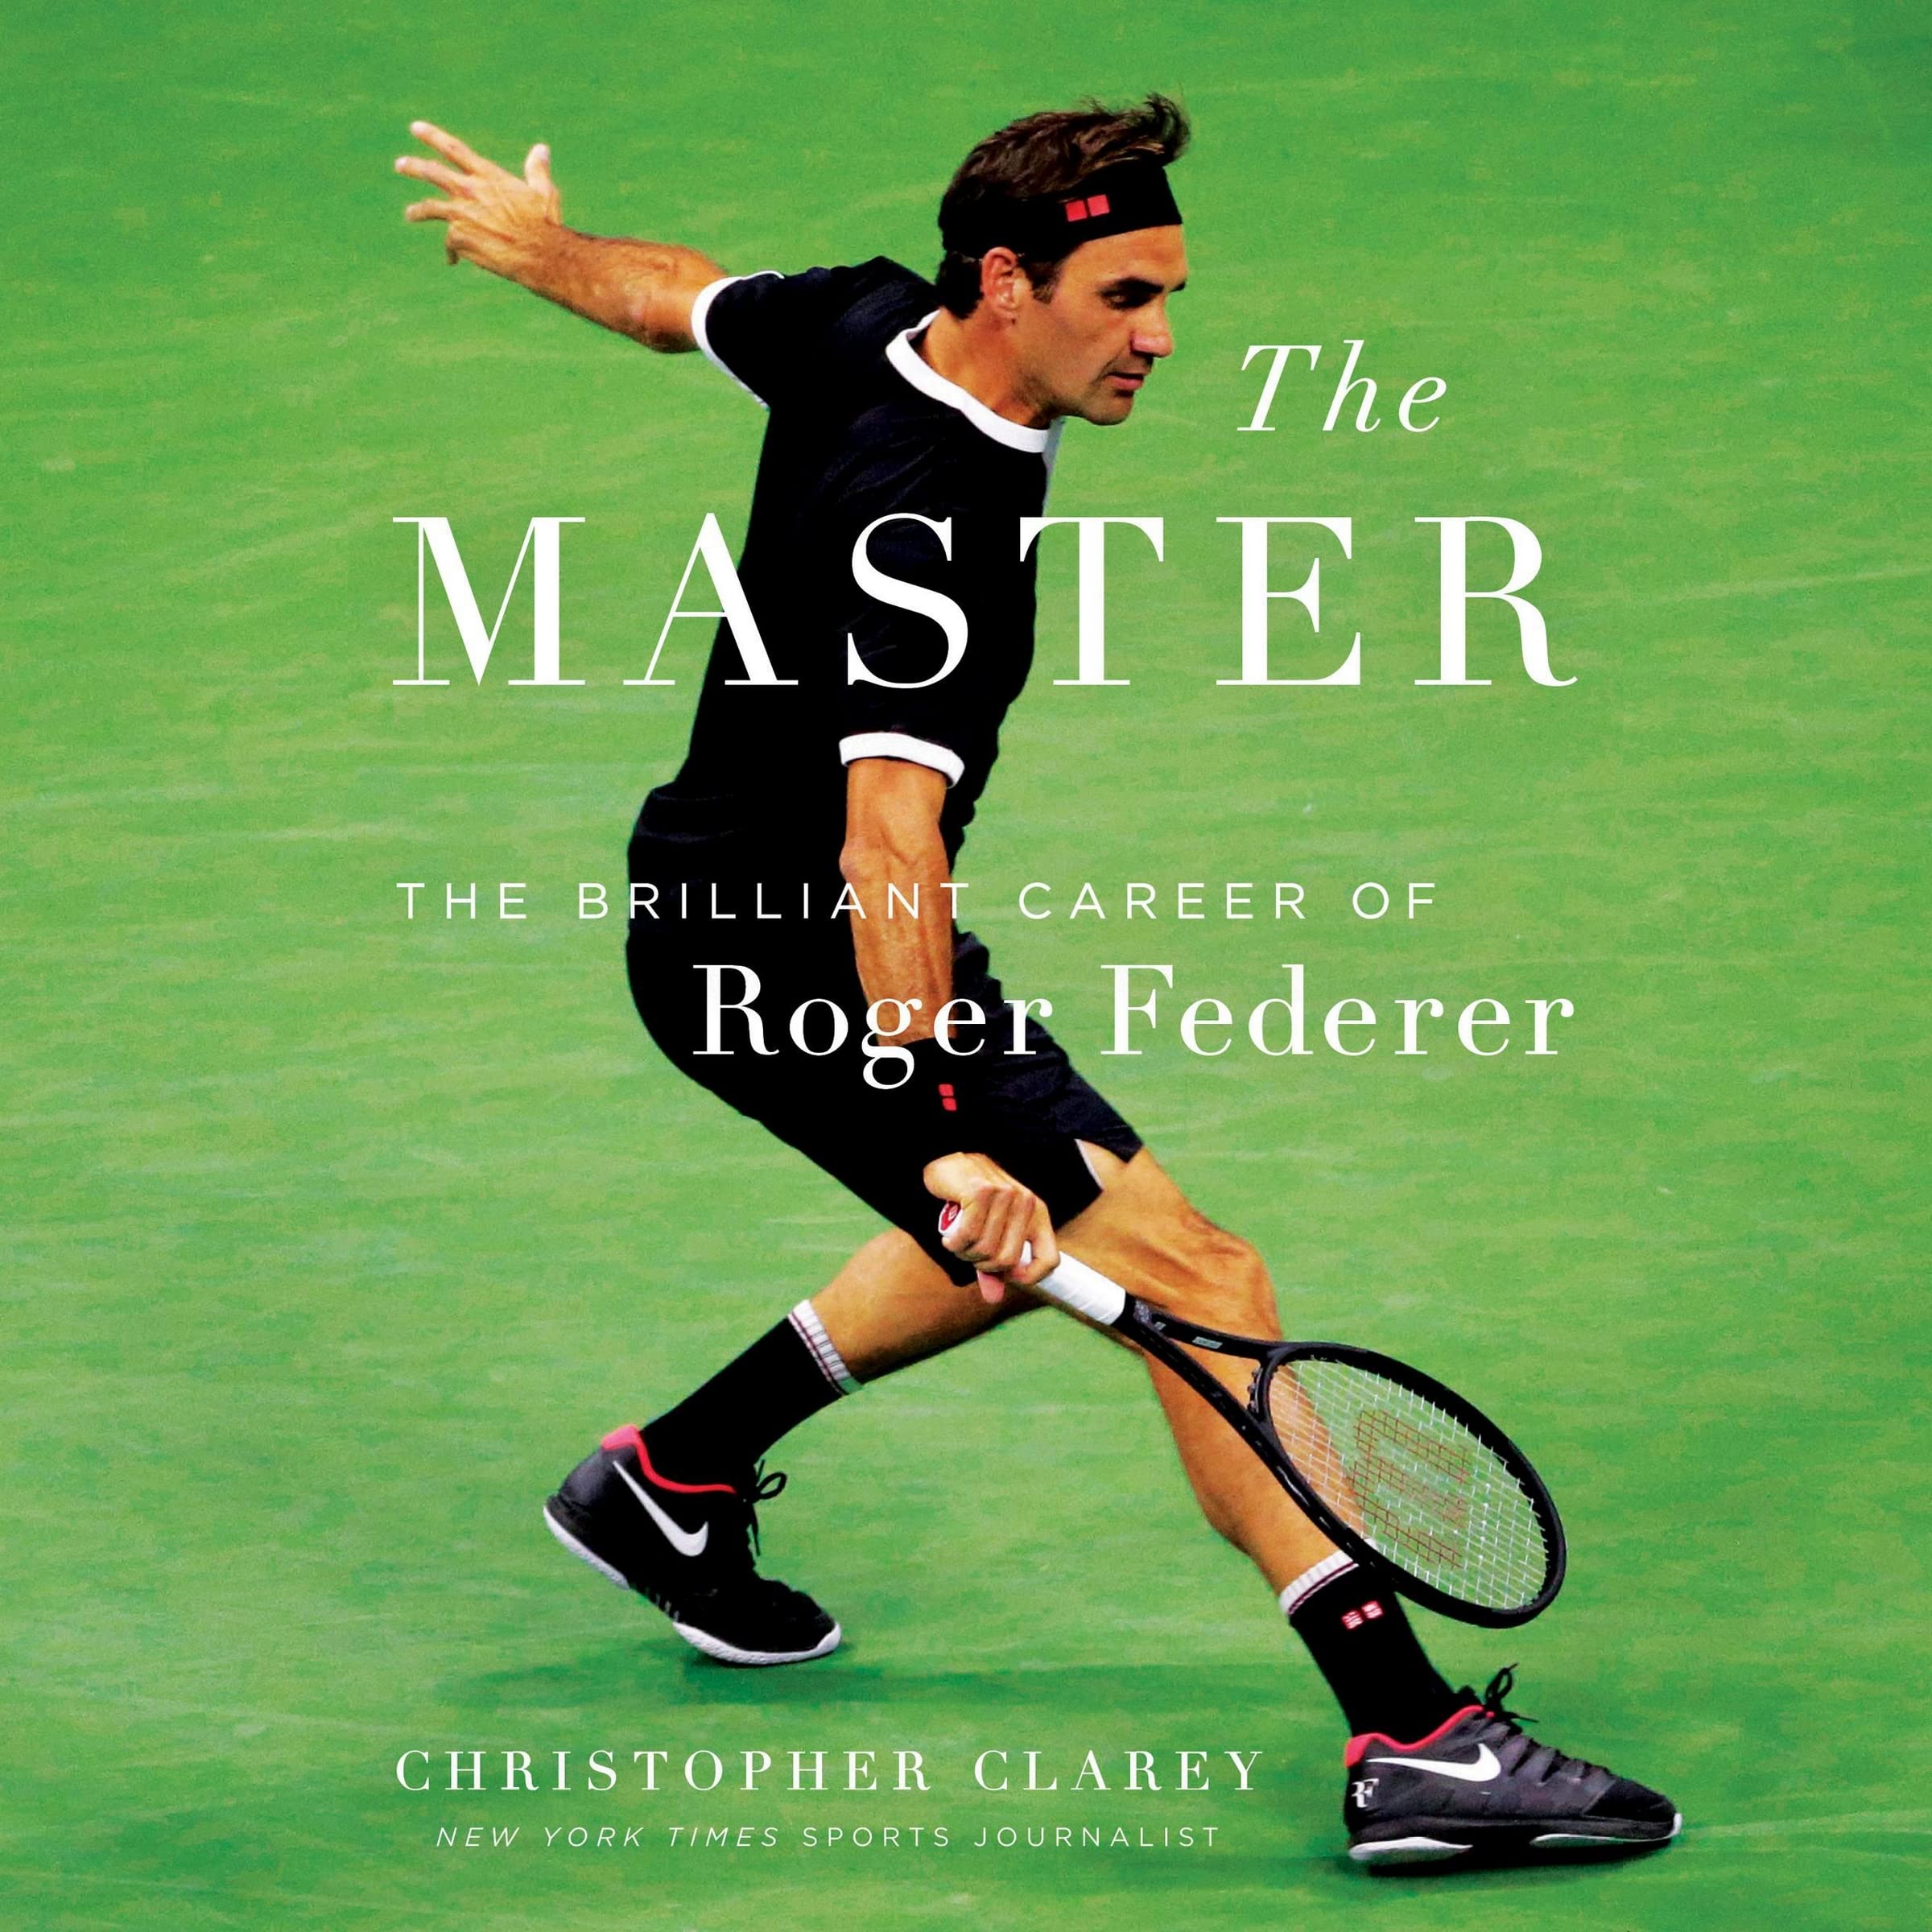 The
MASTER
THE BRILLIANT CAREER OF
Roger Federer
CHRISTOPHER CLAREY
NEW YORK TIMES SPORTS JOURNALIST